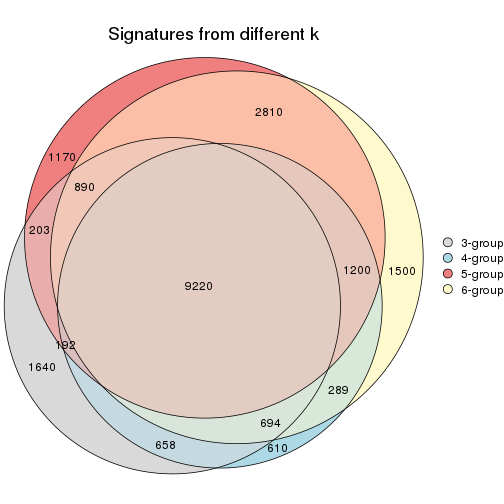 Signatures from different k
2810
1170
890
203
9220
1200
1500
192
1640
289
694
658
610
3-group
4-group
5-group
6-group